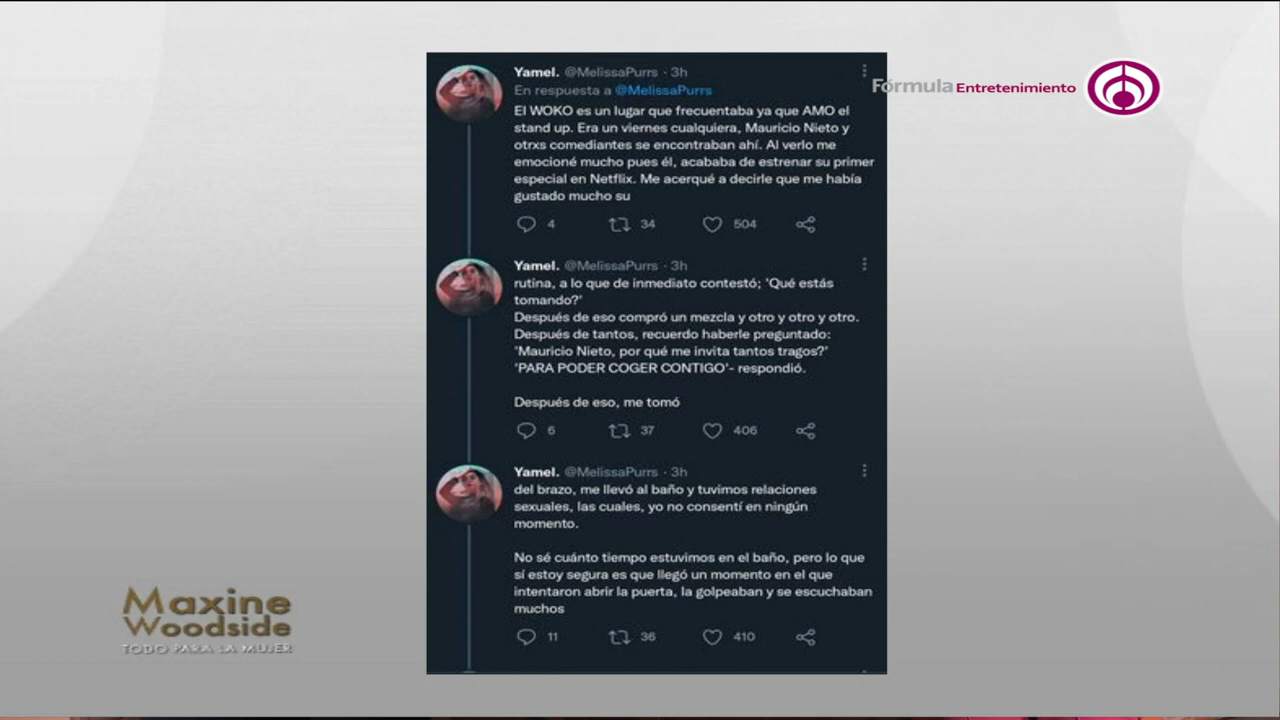 Fórmula Entretenimiento
Yamel. @MelissaPurrs · 3h
En respuesta a @MelissaPurrs
El WOKO es un lugar que frecuentaba ya que AMO el
stand up. Era un viernes cualquiera, Mauricio Nieto y
otrxs comediantes se encontraban ahí. Al verlo me
emocioné mucho pues él, acababa de estrenar su primer
especial en Netflix. Me acerqué a decirle que me había
gustado mucho su
4 34 504
Yamel. @MelissaPurrs · 3h
rutina, a lo que de inmediato contestó; 'Qué estás
tomando?'
Después de eso compró un mezcla y otro y otro y otro.
Después de tantos, recuerdo haberle preguntado:
'Mauricio Nieto, por qué me invita tantos tragos?'
'PARA PODER COGER CONTIGO'- respondió.
Después de eso, me tomó
6 37 406
Yamel. @MelissaPurrs · 3h
del brazo, me llevó al baño y tuvimos relaciones
sexuales, las cuales, yo no consentí en ningún
momento.
No sé cuánto tiempo estuvimos en el baño, pero lo que
sí estoy segura es que llegó un momento en el que
intentaron abrir la puerta, la golpeaban y se escuchaban
muchos
11 36 410
Maxine
Woodside
TODO PARA LA MUJER